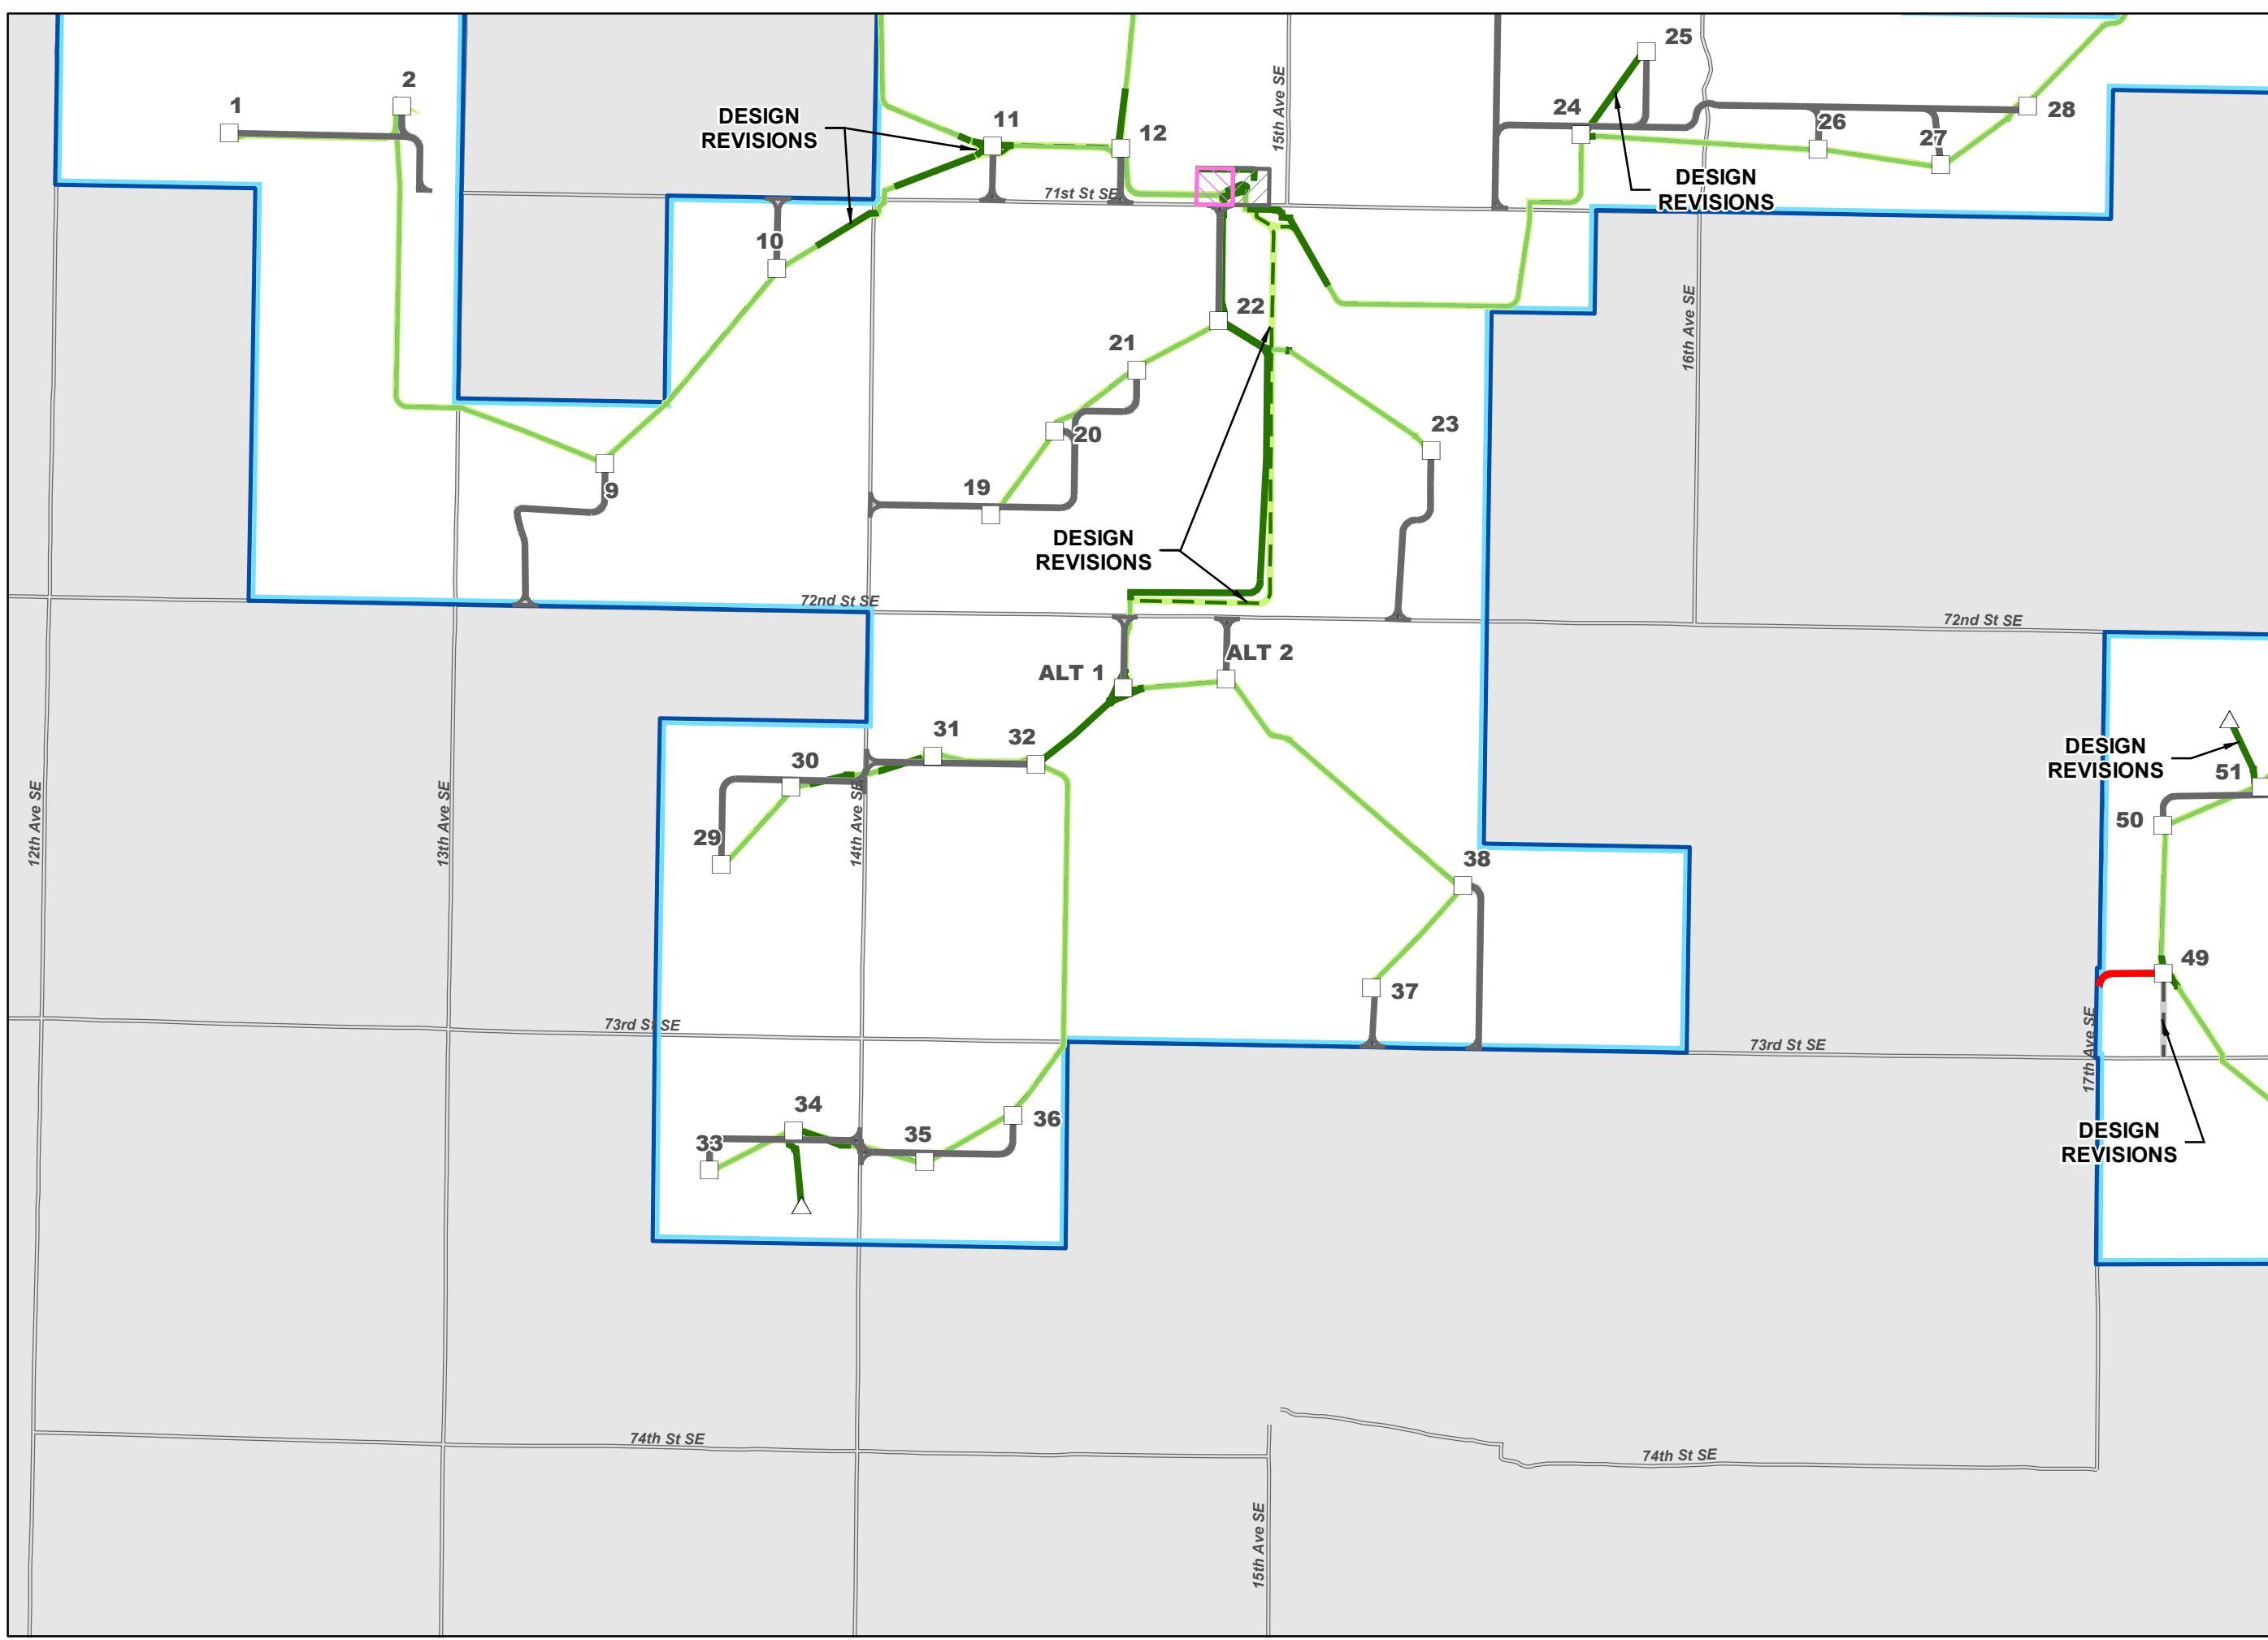 25
2
1
DESIGN
REVISIONS
11
12
15th Ave SE
24
26
27
28
DESIGN
REVISIONS
71st St SE
10
22
21
16th Ave SE
20
23
19
9
DESIGN
REVISIONS
72nd St SE
72nd St SE
ALT 1
ALT 2
31
32
30
29
12th Ave SE
13th Ave SE
14th Ave SE
DESIGN
REVISIONS
51
50
38
37
49
73rd St SE
73rd St SE
17th Ave SE
34
33
35
36
DESIGN
REVISIONS
74th St SE
74th St SE
15th Ave SE